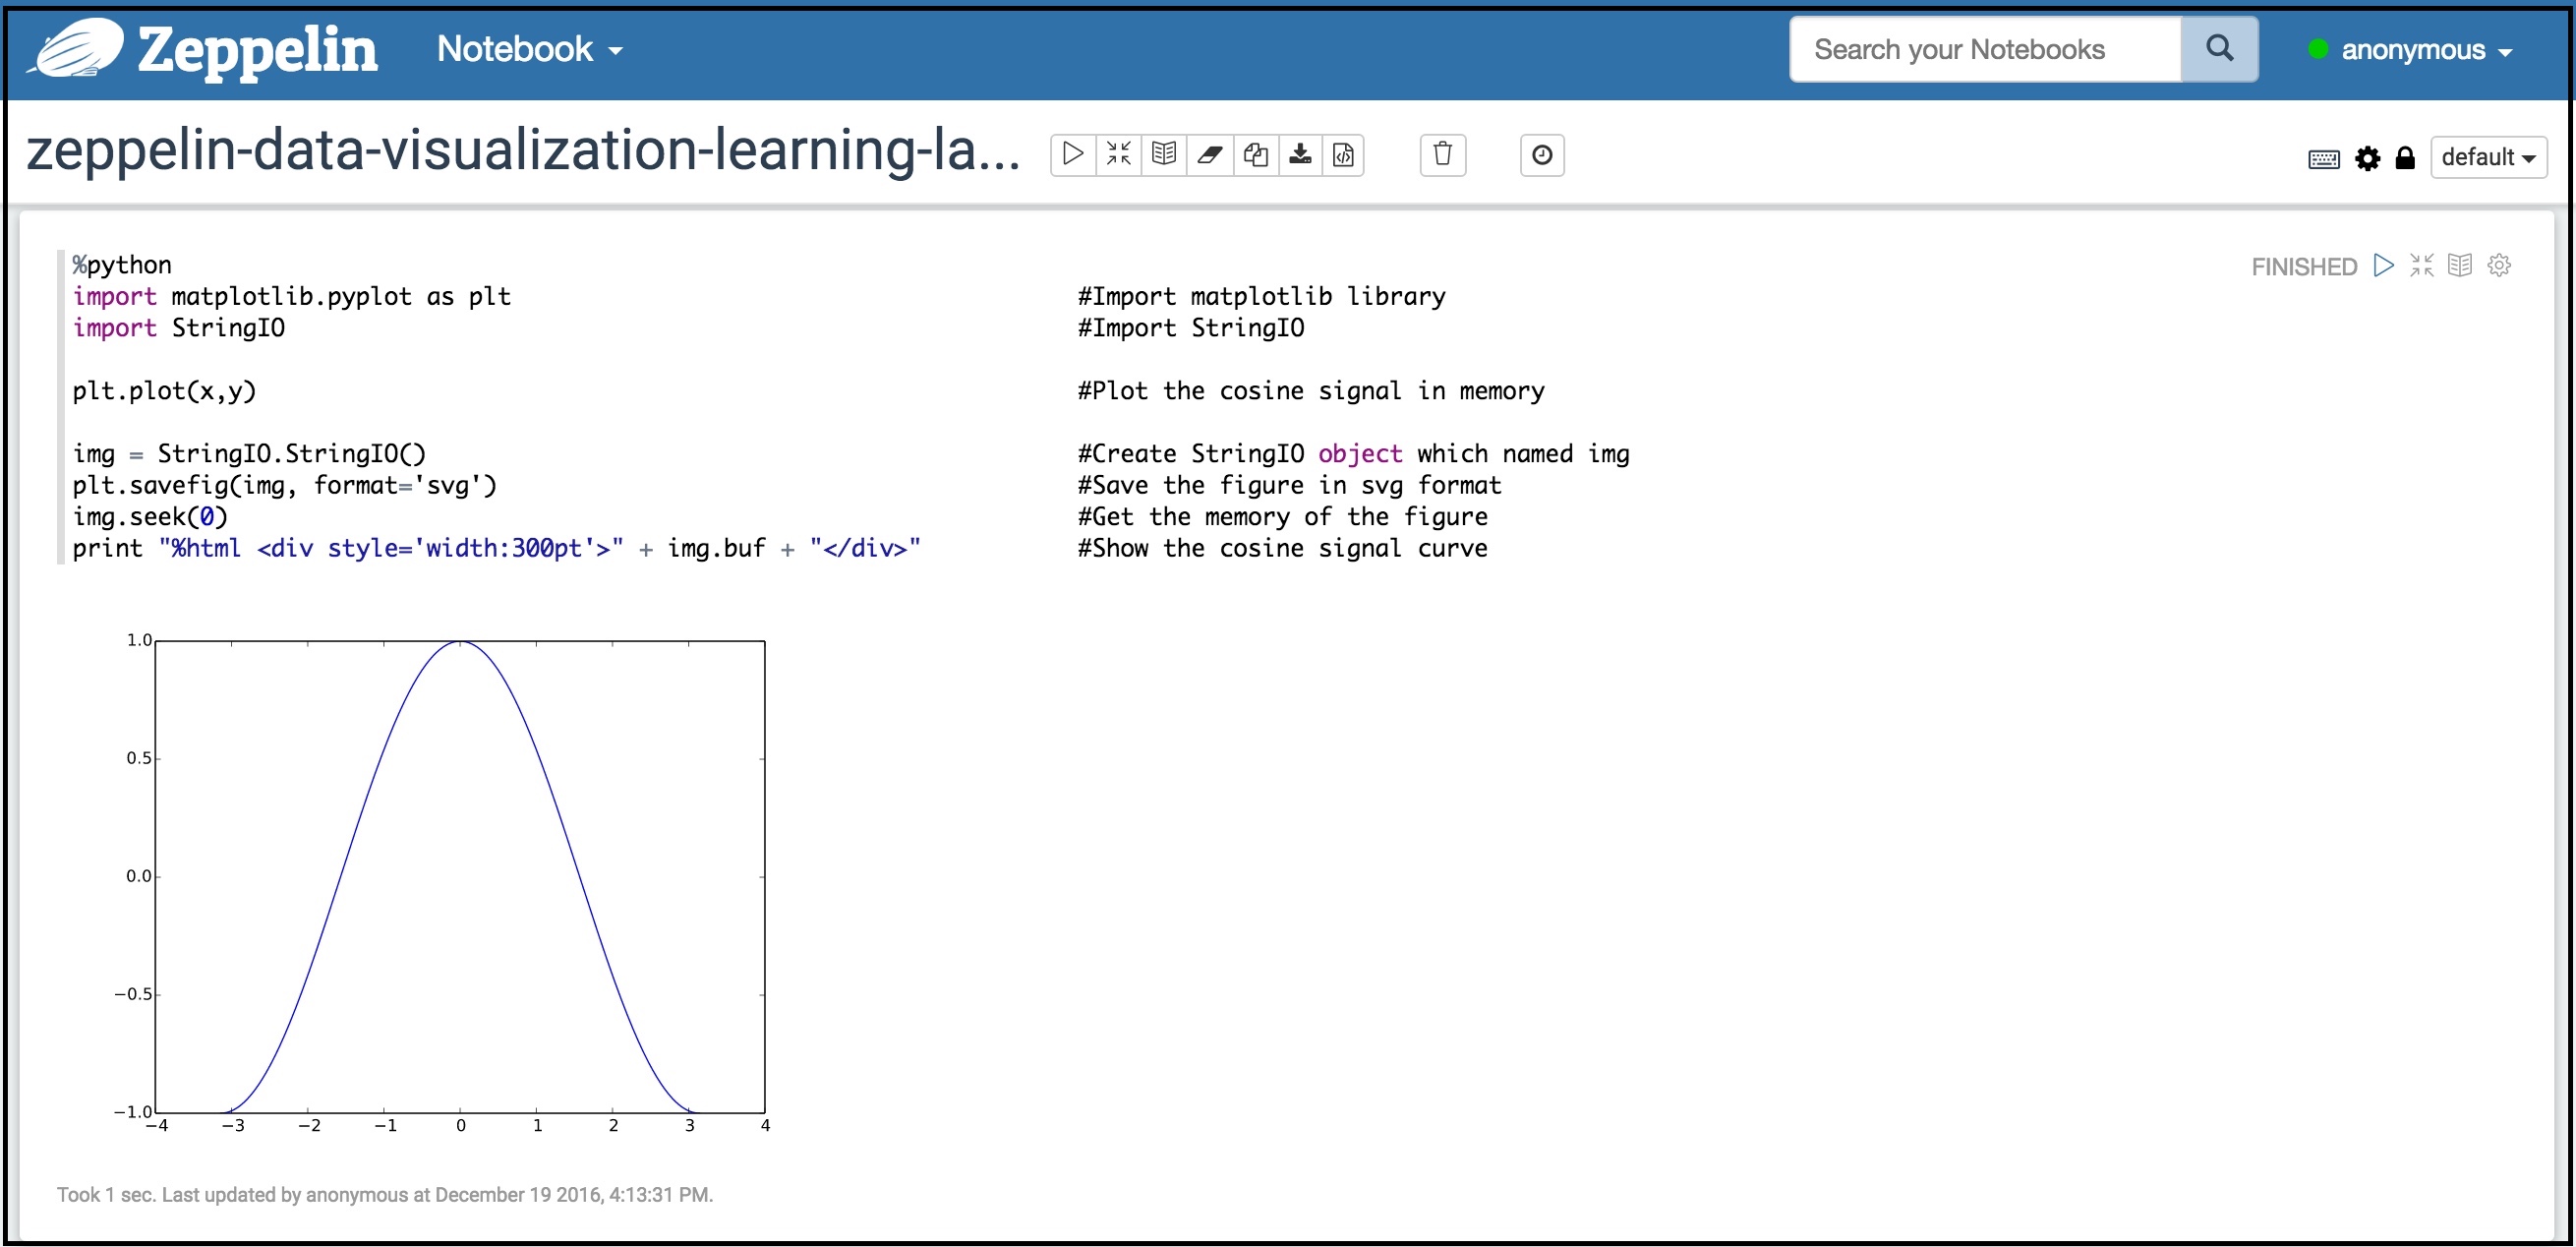 Zeppelin Notebook Search your Notebooks anonymous
zeppelin-data-visualization-learning-la... default
%python FINISHED
import matplotlib.pyplot as plt #Import matplotlib library
import StringIO #Import StringIO
plt.plot(x,y) #Plot the cosine signal in memory
img = StringIO.StringIO() #Create StringIO object which named img
plt.savefig(img, format='svg') #Save the figure in svg format
img.seek(0) #Get the memory of the figure
print "%html <div style='width:300pt'>" + img.buf + "</div>" #Show the cosine signal curve
1.0
0.5
0.0
−0.5
−1.0
−4 −3 −2 −1 0 1 2 3 4
Took 1 sec. Last updated by anonymous at December 19 2016, 4:13:31 PM.